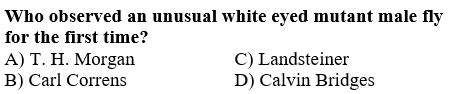 Who observed an unusual white eyed mutant male fly
for the first time?
A) T. H. Morgan C) Landsteiner
B) Carl Correns D) Calvin Bridges